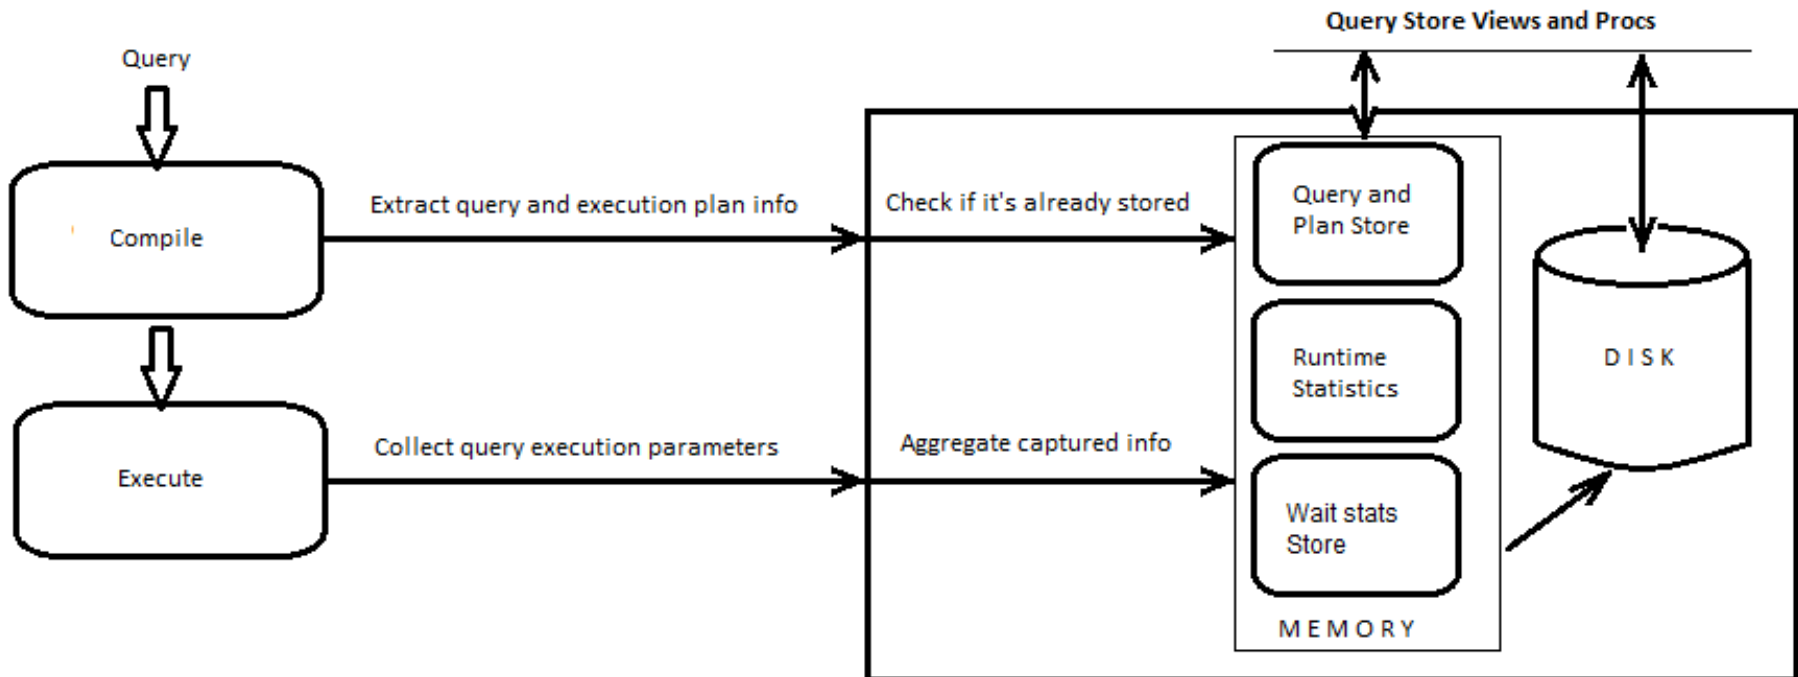 Query Store Views and Procs
Query
Extract query and execution plan info
Check if it's already stored
Query and
Plan Store
Compile
Runtime
Statistics
D I S K
Collect query execution parameters
Aggregate captured info
Execute
Wait stats
Store
M E M O R Y